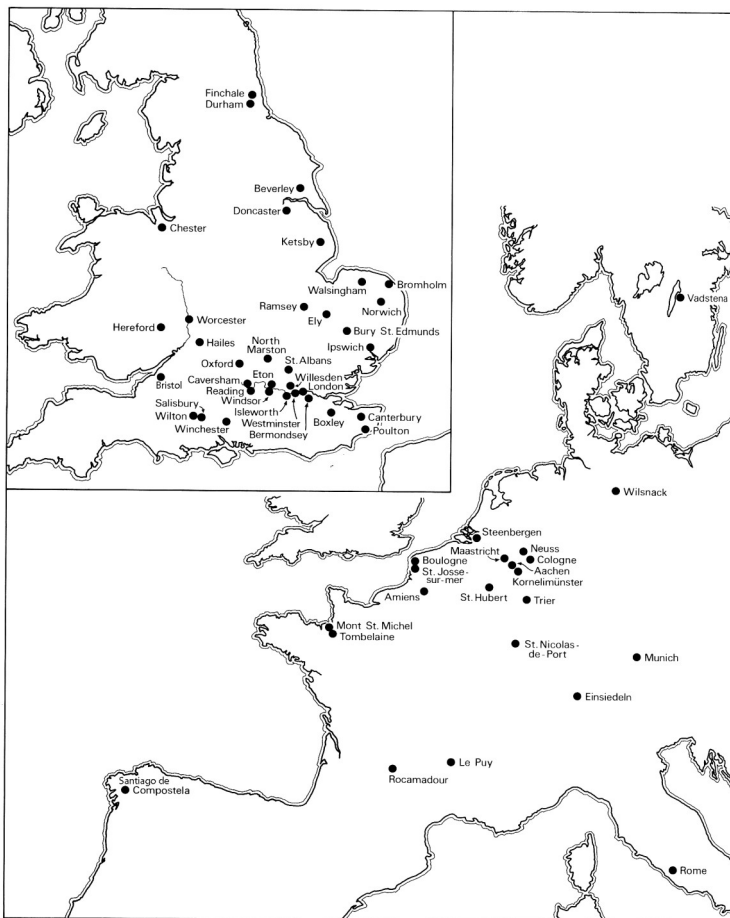 Finchale
Durham
Beverley
Doncaster
Chester
Ketsby
Walsingham
Bromholm
Ramsey
Norwich
Ely
Worcester
Hereford
Bury St. Edmunds
Hailes
North
Marston
Ipswich
St. Albans
Oxford
Eton
Willesden
Caversham
London
Bristol
Reading
Windsor
Salisbury
Isleworth
Wilton
Westminster
Boxley
Canterbury
Winchester
Bermondsey
Poulton
Vadstena
Wilsnack
Steenbergen
Maastricht
Neuss
Boulogne
Cologne
St. Josse-
sur-mer
Aachen
Kornelimünster
Amiens
St. Hubert
Trier
Mont St. Michel
Tombelaine
St. Nicolas-
de-Port
Munich
Einsiedeln
Le Puy
Rocamadour
Santiago de
Compostela
Rome